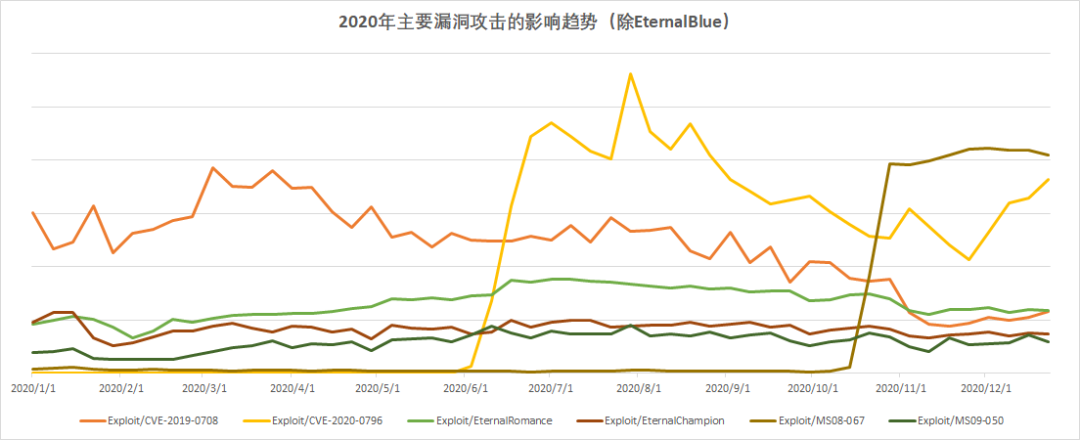 2020年主要漏洞攻击的影响趋势（除EternalBlue）
2020/1/1 2020/2/1 2020/3/1 2020/4/1 2020/5/1 2020/6/1 2020/7/1 2020/8/1 2020/9/1 2020/10/1 2020/11/1 2020/12/1
Exploit/CVE-2019-0708 Exploit/CVE-2020-0796 Exploit/EternalRomance Exploit/EternalChampion Exploit/MS08-067 Exploit/MS09-050